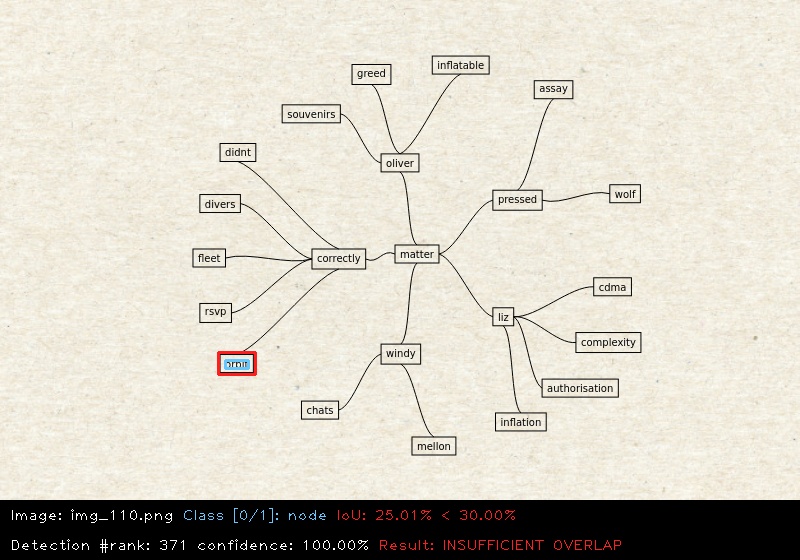 inflatable
greed
assay
souvenirs
didnt
oliver
wolf
pressed
divers
matter
correctly
fleet
cdma
rsvp
liz
complexity
windy
authorisation
chats
inflation
mellon
Image: img_110.png Class [0/1]: node IoU: 25.01% < 30.00%
Detection #rank: 371 confidence: 100.00% Result: INSUFFICIENT OVERLAP